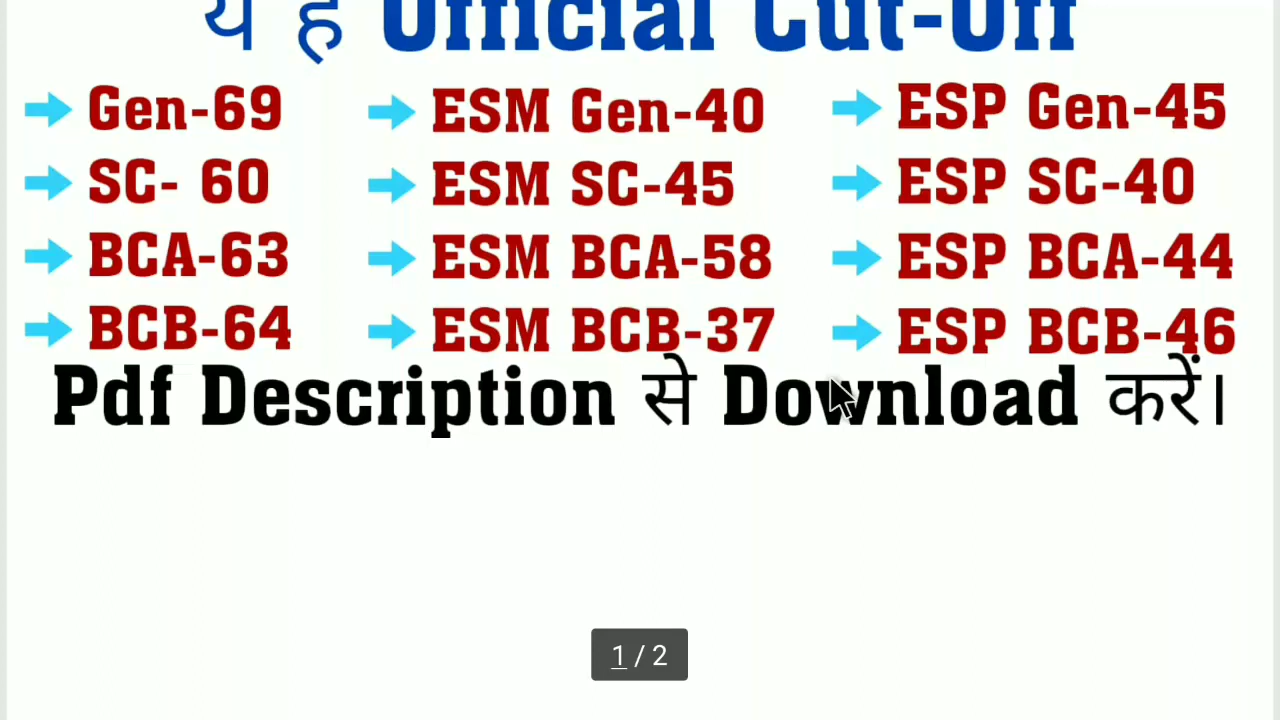 ये है Official Cut-Off
Gen-69 ESM Gen-40 ESP Gen-45
SC- 60 ESM SC-45 ESP SC-40
BCA-63 ESM BCA-58 ESP BCA-44
BCB-64 ESM BCB-37 ESP BCB-46
Pdf Description से Download करें।
1 / 2